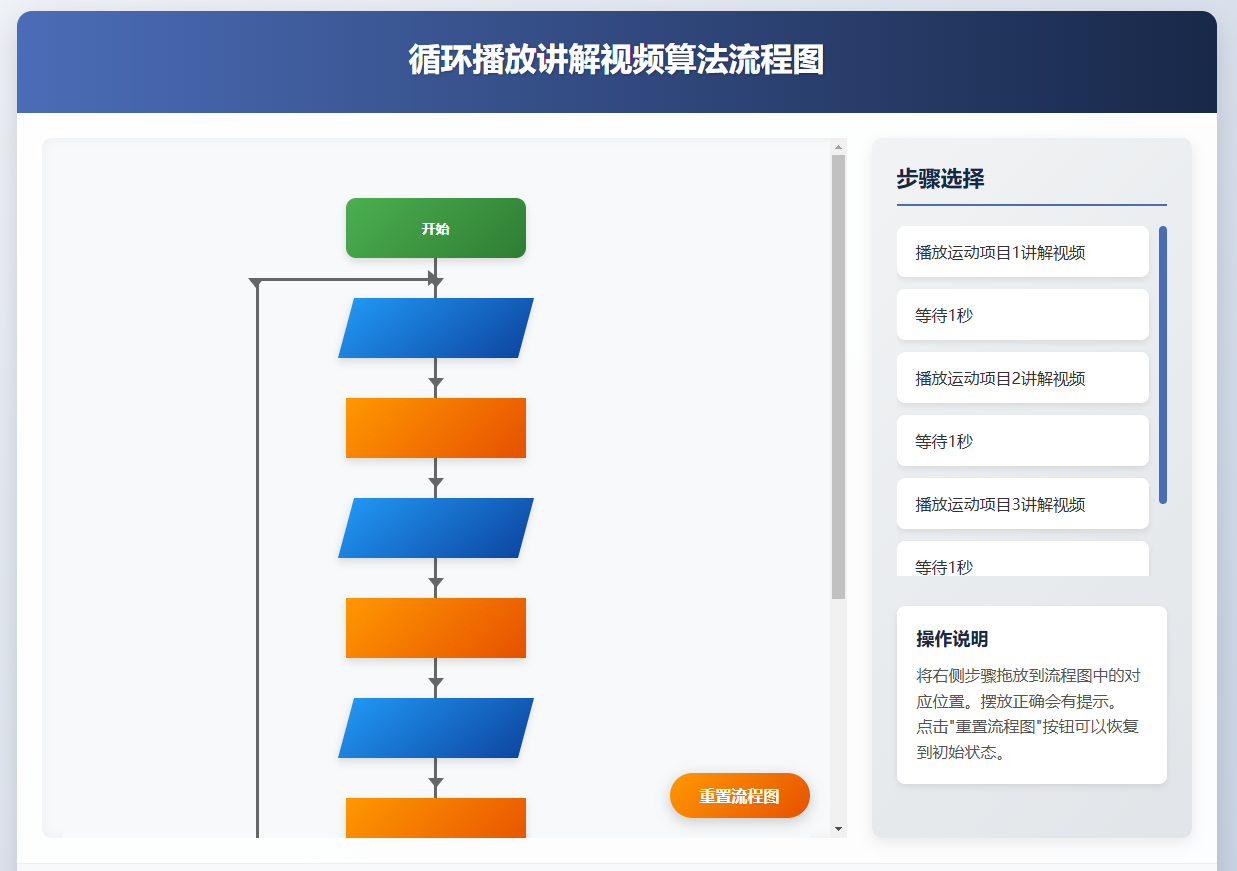 循环播放讲解视频算法流程图
开始
重置流程图
步骤选择
播放运动项目1讲解视频
等待1秒
播放运动项目2讲解视频
等待1秒
播放运动项目3讲解视频
等待1秒
操作说明
将右侧步骤拖放到流程图中的对
应位置。摆放正确会有提示。
点击"重置流程图"按钮可以恢复
到初始状态。